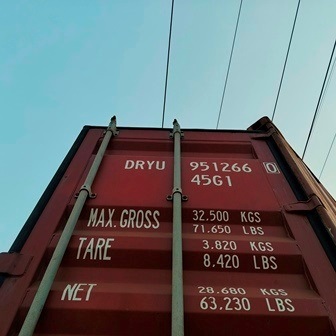 DRYU 951266 0
45G1
MAX.GROSS 32.500 KGS
71.650 LBS
TARE 3.820 KGS
8.420 LBS
NET 28.680 KGS
63.230 LBS